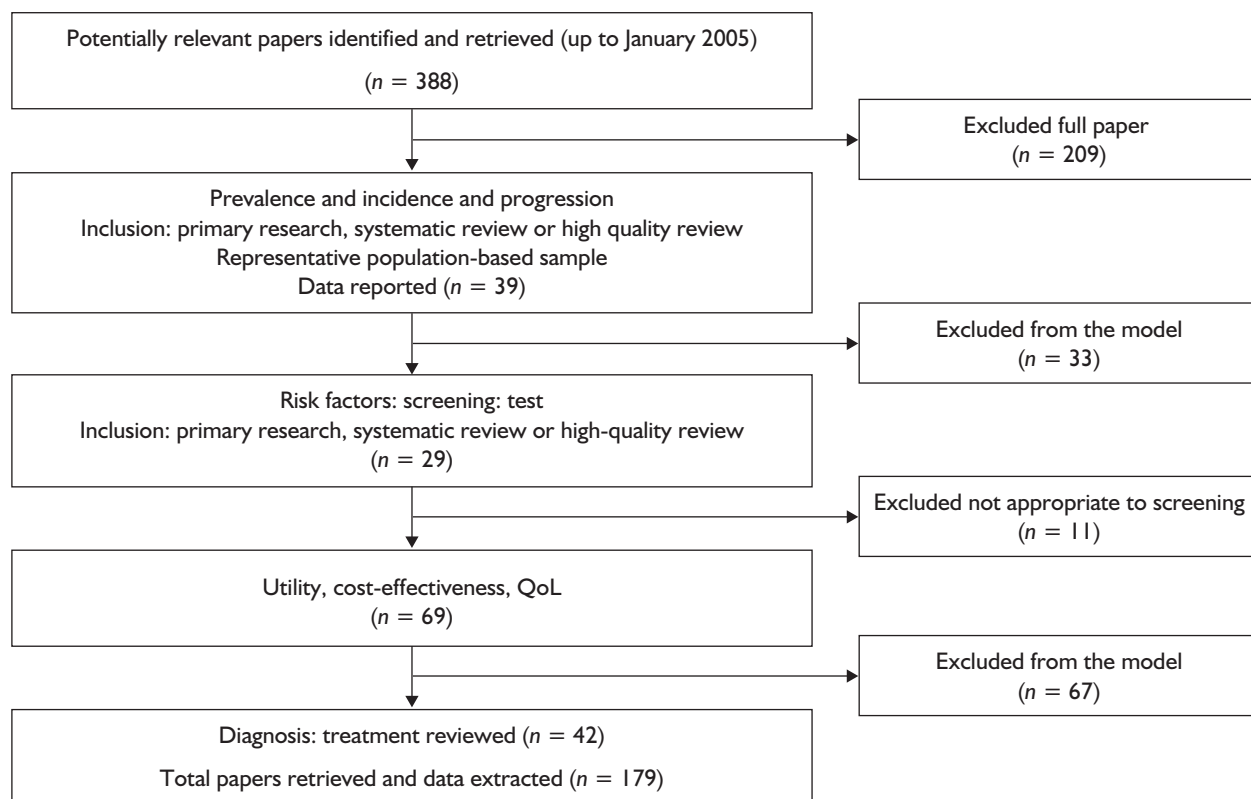 Potentially relevant papers identified and retrieved (up to January 2005)
(n = 388)
Excluded full paper
(n = 209)
Prevalence and incidence and progression
Inclusion: primary research, systematic review or high quality review
Representative population-based sample
Data reported (n = 39)
Excluded from the model
(n = 33)
Risk factors: screening: test
Inclusion: primary research, systematic review or high-quality review
(n = 29)
Excluded not appropriate to screening
(n = 11)
Utility, cost-effectiveness, QoL
(n = 69)
Excluded from the model
(n = 67)
Diagnosis: treatment reviewed (n = 42)
Total papers retrieved and data extracted (n = 179)